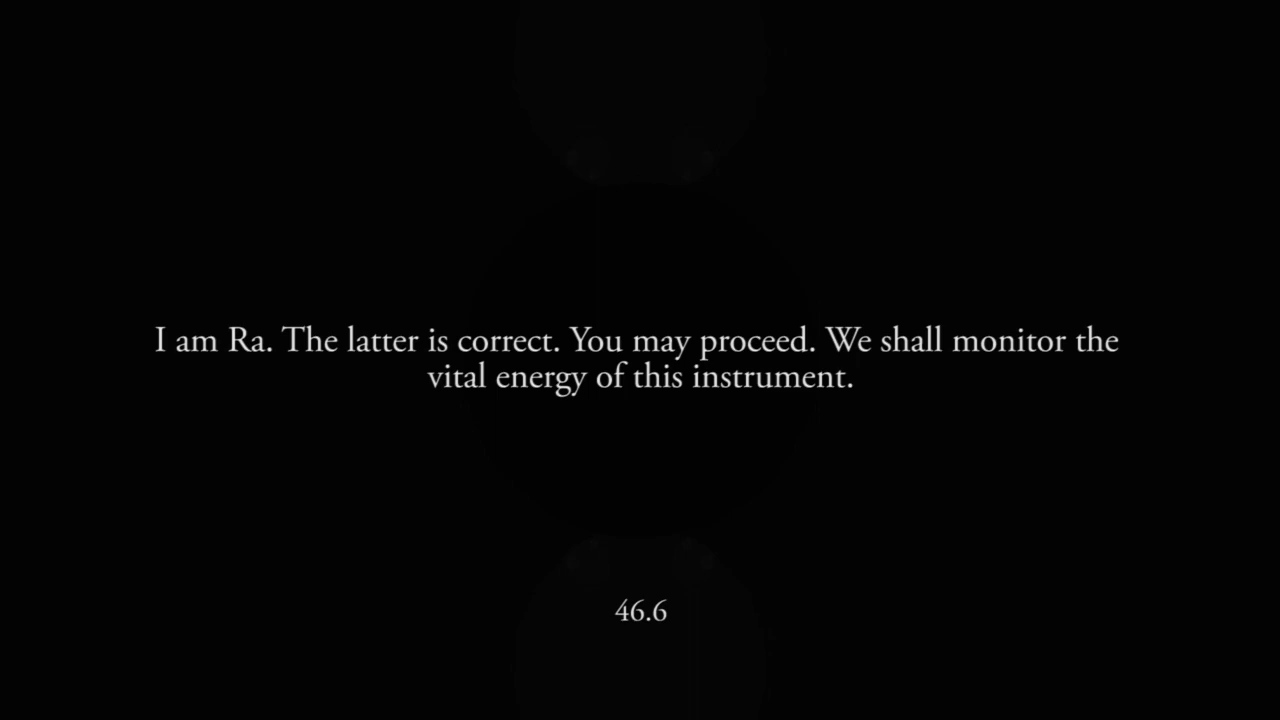 I am Ra. The latter is correct. You may proceed. We shall monitor the
vital energy of this instrument.
46.6